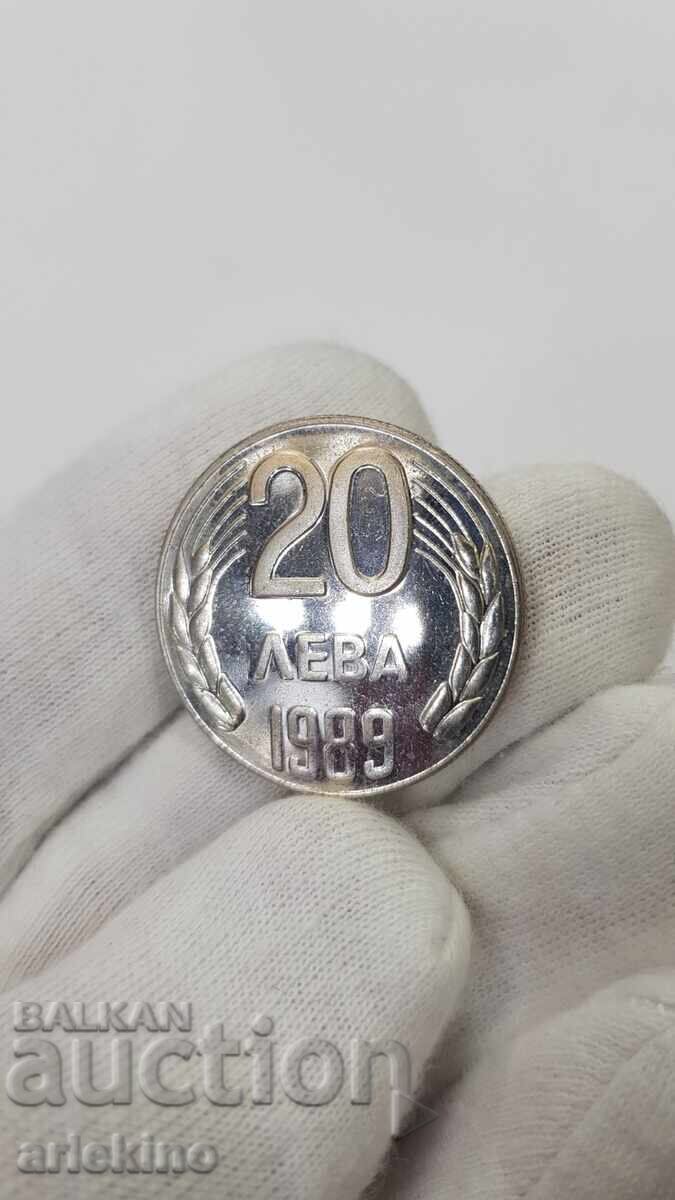 20
ЛЕВА
1989
BALKAN
auction
arlekino